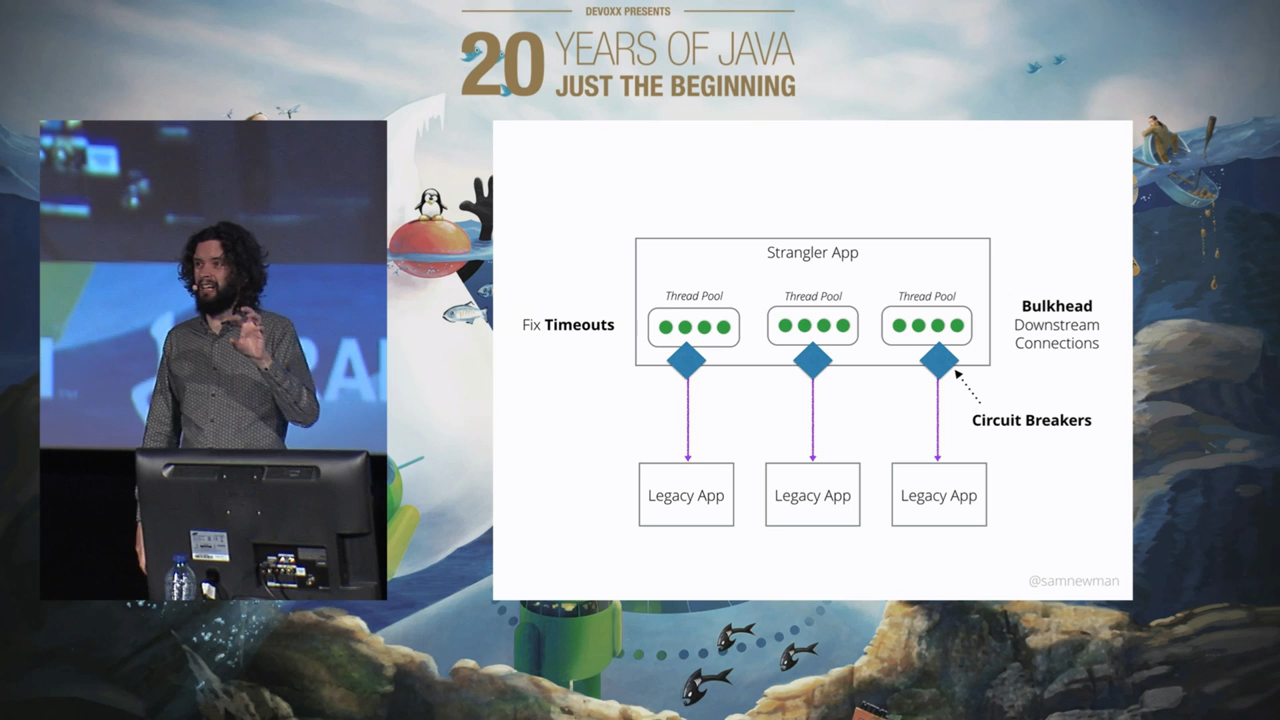 DEVOXX PRESENTS
20 YEARS OF JAVA
JUST THE BEGINNING
Strangler App
Thread Pool
Thread Pool
Thread Pool
Fix Timeouts
Bulkhead
Downstream
Connections
Circuit Breakers
Legacy App
Legacy App
Legacy App
@samnewman
RA